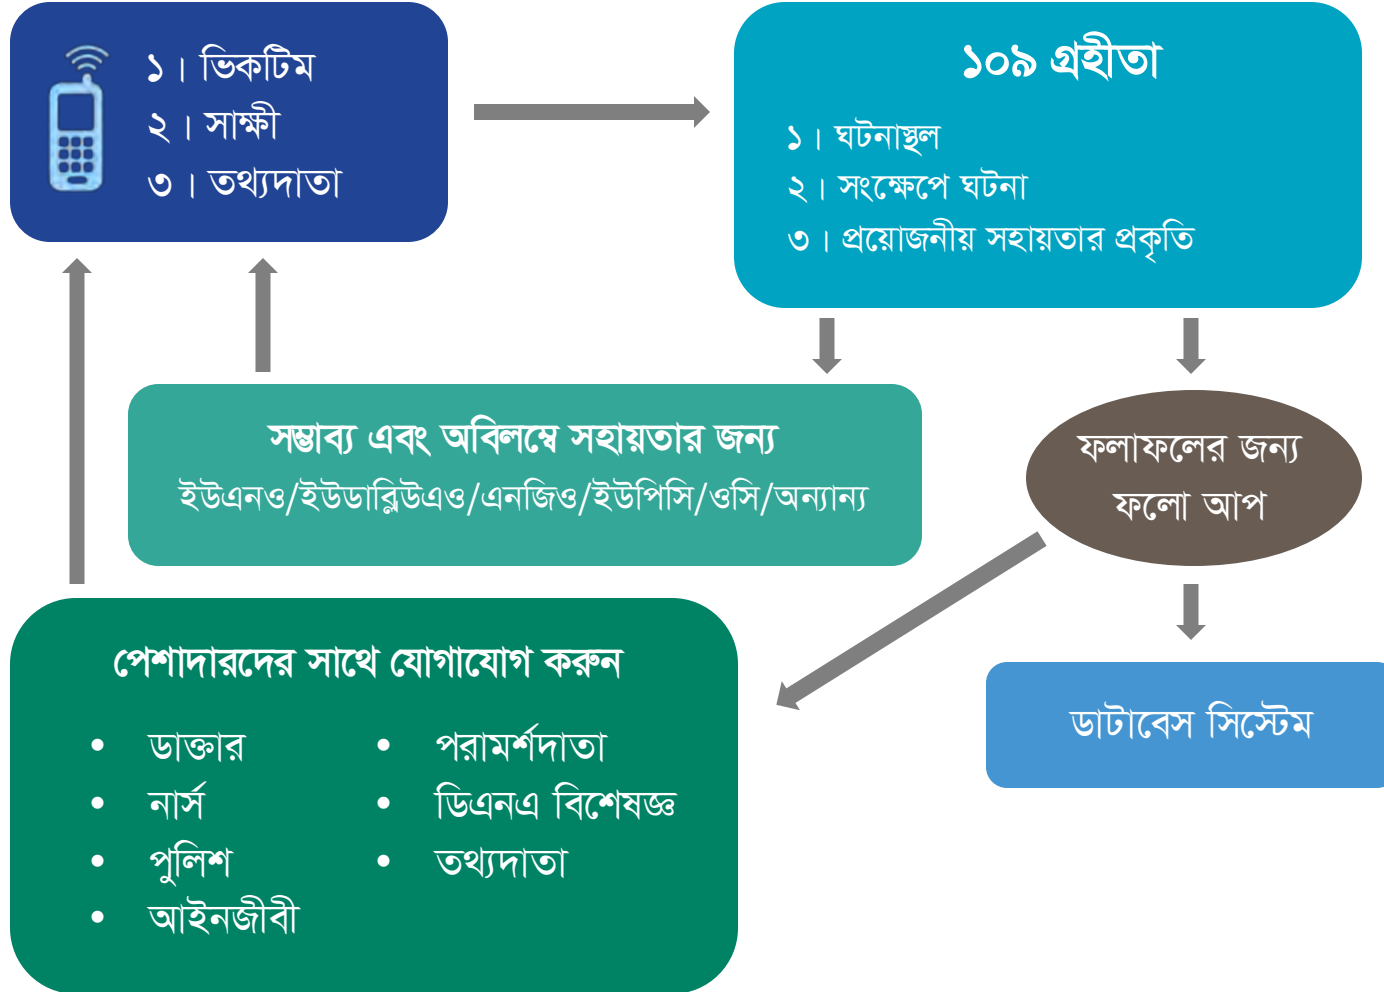 ১। ভিকটিম
২। সাক্ষী
৩। তথ্যদাতা
১০৯ গ্রহীতা
১। ঘটনাস্থল
২। সংক্ষেপে ঘটনা
৩। প্রয়োজনীয় সহায়তার প্রকৃতি
সম্ভাব্য এবং অবিলম্বে সহায়তার জন্য
ইউএনও/ইউডাব্লিউএও/এনজিও/ইউপিসি/ওসি/অন্যান্য
ফলাফলের জন্য
ফলো আপ
পেশাদারদের সাথে যোগাযোগ করুন
• ডাক্তার
• নার্স
• পুলিশ
• আইনজীবী
• পরামর্শদাতা
• ডিএনএ বিশেষজ্ঞ
• তথ্যদাতা
ডাটাবেস সিস্টেম